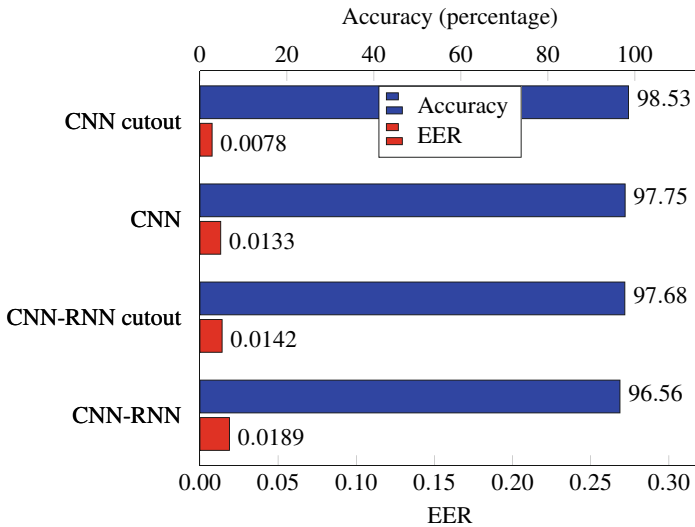 Accuracy (percentage)
0 20 40 60 80 100
CNN cutout 98.53
0.0078
Accuracy
EER
CNN 97.75
0.0133
CNN-RNN cutout 97.68
0.0142
CNN-RNN 96.56
0.0189
0.00 0.05 0.10 0.15 0.20 0.25 0.30
EER